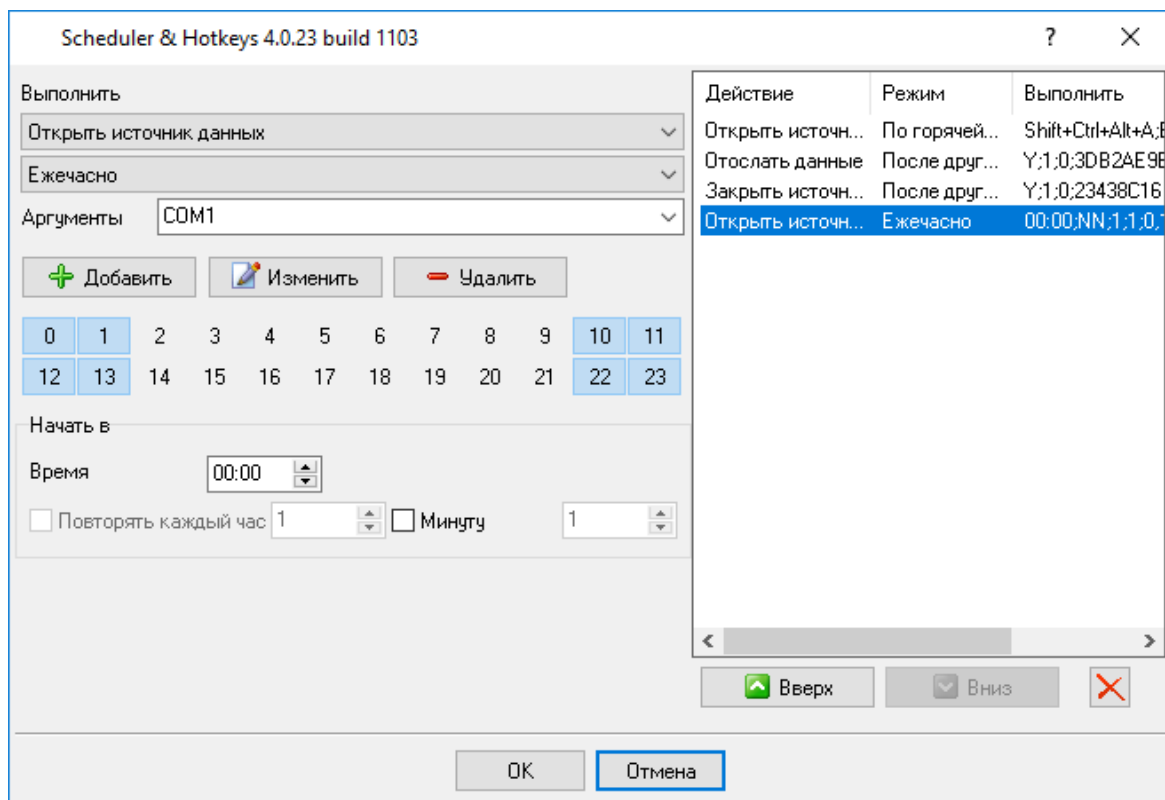 Scheduler & Hotkeys 4.0.23 build 1103
?
Выполнить
Открыть источник данных
Ежечасно
Аргументы COM1
Добавить Изменить Удалить
0 1 2 3 4 5 6 7 8 9 10 11
12 13 14 15 16 17 18 19 20 21 22 23
Начать в
Время 00:00
Повторять каждый час 1 Минуту 1
Действие Режим Выполнить
Открыть источн... По горячей... Shift+Ctrl+Alt+A;
Отослать данные После друг... Y;1;0;3DB2AE9E
Закрыть источн... После друг... Y;1;0;23438C16
Открыть источн... Ежечасно 00:00;NN;1;1;0,
Вверх Вниз
OK Отмена